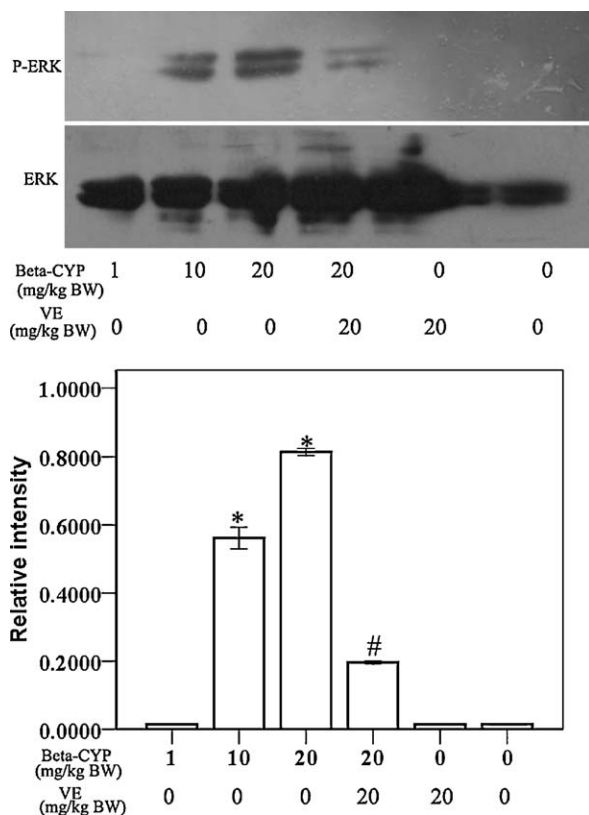 P-ERK
ERK
Beta-CYP 1 10 20 20 0 0
(mg/kg BW)
VE
(mg/kg BW) 0 0 0 20 20 0
1.0000
0.8000
0.6000
0.4000
0.2000
0.0000
Relative intensity
* * #
Beta-CYP 1 10 20 20 0 0
(mg/kg BW)
VE
(mg/kg BW) 0 0 0 20 20 0